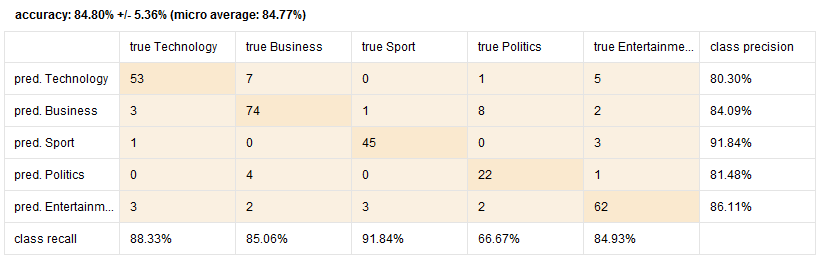 accuracy: 84.80% +/- 5.36% (micro average: 84.77%)
true Technology true Business true Sport true Politics true Entertainme... class precision
pred. Technology 53 7 0 1 5 80.30%
pred. Business 3 74 1 8 2 84.09%
pred. Sport 1 0 45 0 3 91.84%
pred. Politics 0 4 0 22 1 81.48%
pred. Entertainm... 3 2 3 2 62 86.11%
class recall 88.33% 85.06% 91.84% 66.67% 84.93%